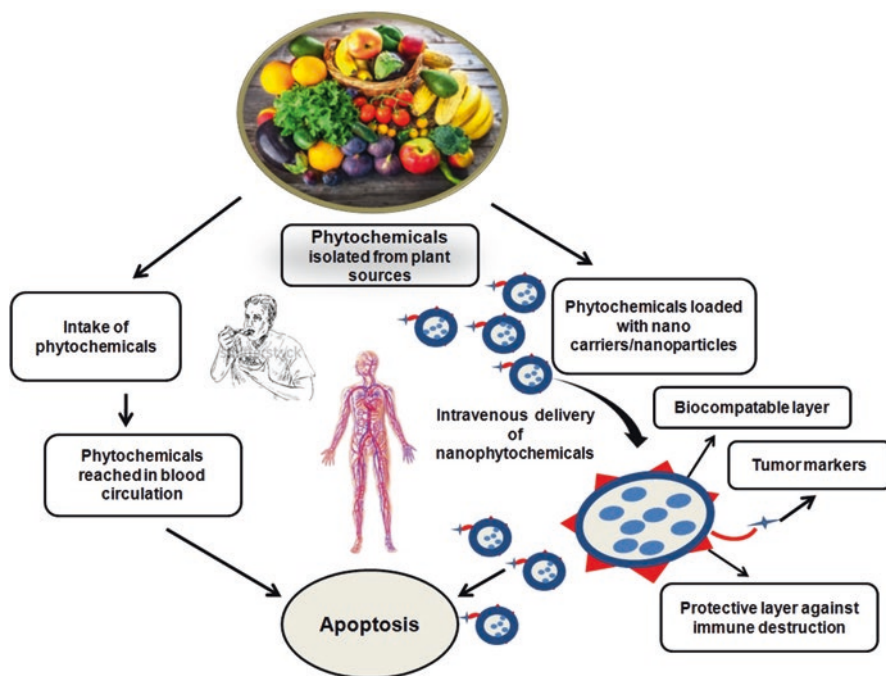 Phytochemicals
isolated from plant
sources
Intake of
phytochemicals
Phytochemicals loaded
with nano
carriers/nanoparticles
Phytochemicals
reached in blood
circulation
Intravenous delivery
of
nanophytochemicals
Biocompatable layer
Tumor markers
Protective layer against
immune destruction
Apoptosis